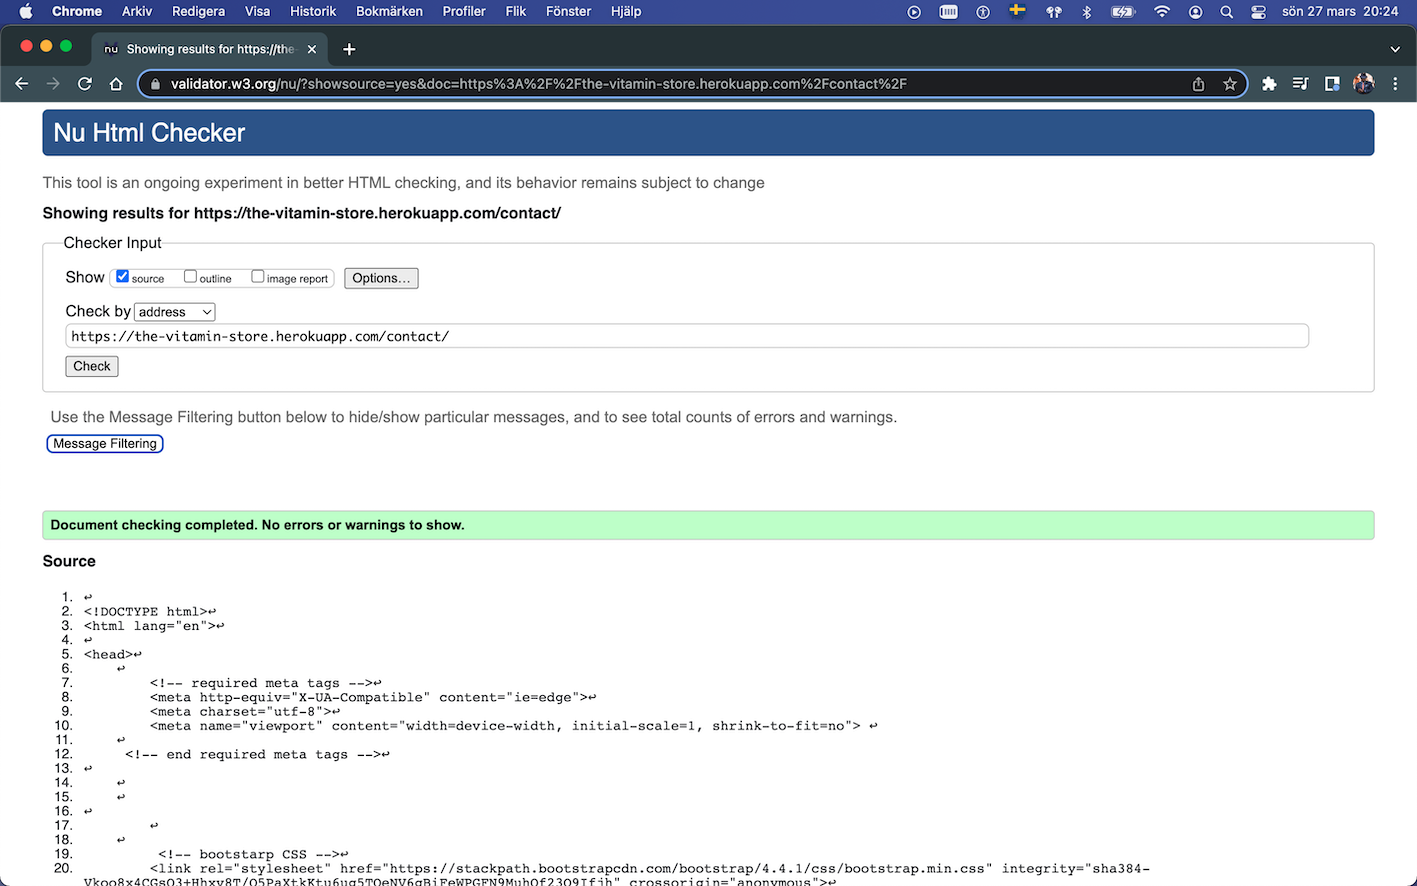 Chrome Arkiv Redigera Visa Historik Bokmärken Profiler Flik Fönster Hjälp sön 27 mars 20:24
nu Showing results for https://the-
validator.w3.org/nu/?showsource=yes&doc=https%3A%2F%2Fthe-vitamin-store.herokuapp.com%2Fcontact%2F
Nu Html Checker
This tool is an ongoing experiment in better HTML checking, and its behavior remains subject to change
Showing results for https://the-vitamin-store.herokuapp.com/contact/
Checker Input
Show source outline image report Options...
Check by address
https://the-vitamin-store.herokuapp.com/contact/
Check
Use the Message Filtering button below to hide/show particular messages, and to see total counts of errors and warnings.
Message Filtering
Document checking completed. No errors or warnings to show.
Source
1. ↩
2. <!DOCTYPE html>↩
3. <html lang="en">↩
4. ↩
5. <head>↩
6. ↩
7. <!-- required meta tags -->↩
8. <meta http-equiv="X-UA-Compatible" content="ie=edge">↩
9. <meta charset="utf-8">↩
10. <meta name="viewport" content="width=device-width, initial-scale=1, shrink-to-fit=no"> ↩
11. ↩
12. <!-- end required meta tags -->↩
13. ↩
14. ↩
15. ↩
16. ↩
17. ↩
18. ↩
19. <!-- bootstarp CSS -->↩
20. <link rel="stylesheet" href="https://stackpath.bootstrapcdn.com/bootstrap/4.4.1/css/bootstrap.min.css" integrity="sha384-
crossorigin="anonymous">↩